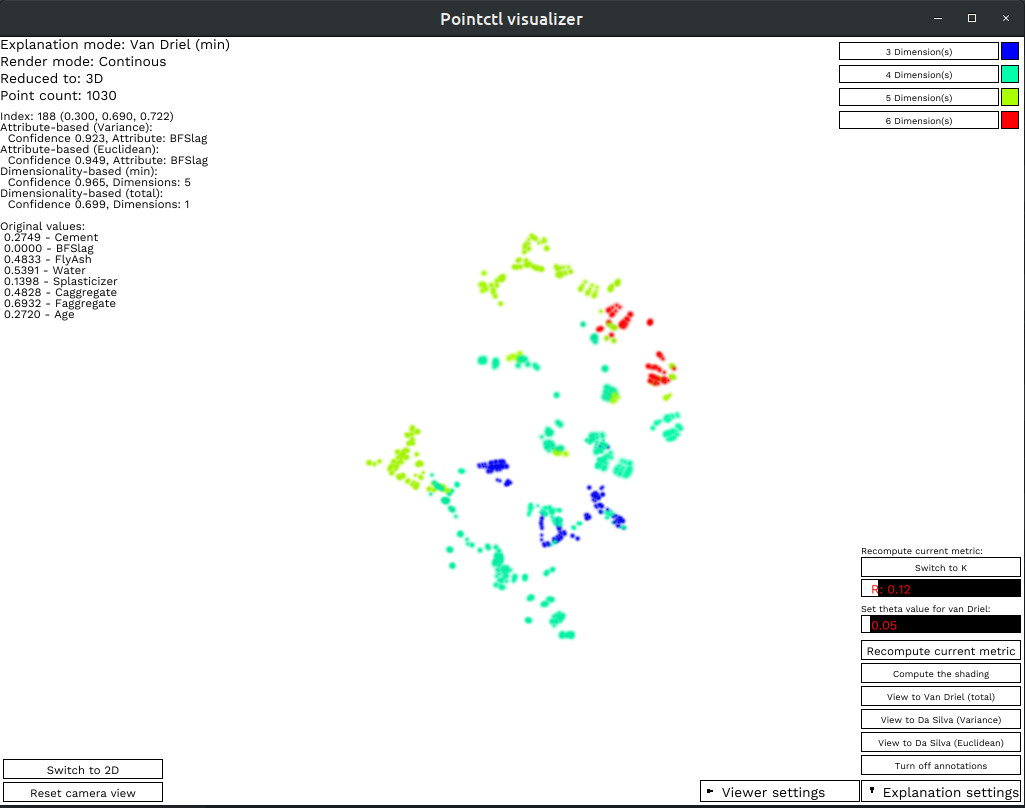 Pointctl visualizer
Explanation mode: Van Driel (min)
Render mode: Continous
Reduced to: 3D
Point count: 1030
Index: 188 (0.300, 0.690, 0.722)
Attribute-based (Variance):
Confidence 0.923, Attribute: BFSlag
Attribute-based (Euclidean):
Confidence 0.949, Attribute: BFSlag
Dimensionality-based (min):
Confidence 0.965, Dimensions: 5
Dimensionality-based (total):
Confidence 0.699, Dimensions: 1
Original values:
0.2749 - Cement
0.0000 - BFSlag
0.4833 - FlyAsh
0.5391 - Water
0.1398 - Splasticizer
0.4828 - Caggregate
0.6932 - Faggregate
0.2720 - Age
3 Dimension(s)
4 Dimension(s)
5 Dimension(s)
6 Dimension(s)
Recompute current metric:
Switch to K
R: 0.12
Set theta value for van Driel:
0.05
Recompute current metric
Compute the shading
View to Van Driel (total)
View to Da Silva (Variance)
View to Da Silva (Euclidean)
Turn off annotations
Switch to 2D
Reset camera view
Viewer settings
Explanation settings